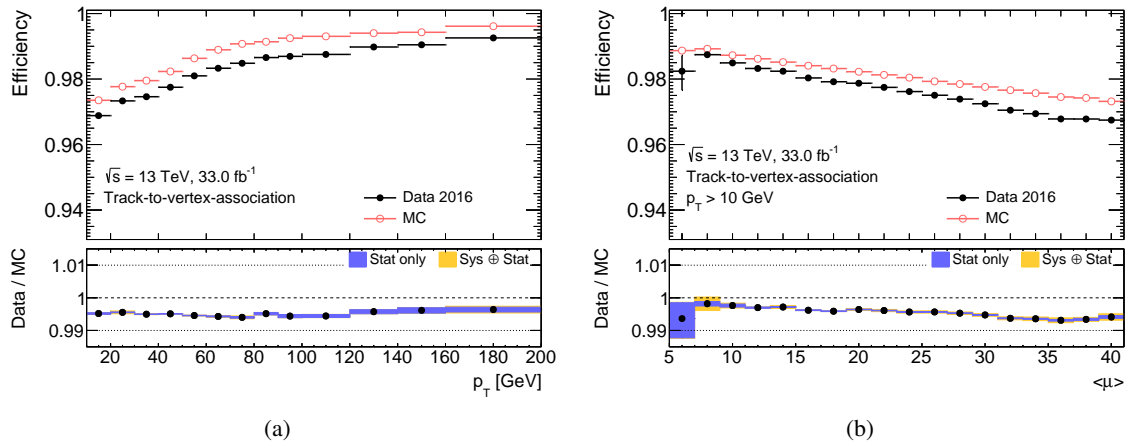 Efficiency
1
0.98
0.96
0.94
√s = 13 TeV, 33.0 fb⁻¹
Track-to-vertex-association
Data 2016
MC
Data / MC
1.01
1
0.99
Stat only
Sys ⊕ Stat
20 40 60 80 100 120 140 160 180 200
p_T [GeV]
(a)
Efficiency
1
0.98
0.96
0.94
√s = 13 TeV, 33.0 fb⁻¹
Track-to-vertex-association
p_T > 10 GeV
Data 2016
MC
Data / MC
1.01
1
0.99
Stat only
Sys ⊕ Stat
5 10 15 20 25 30 35 40
<μ>
(b)